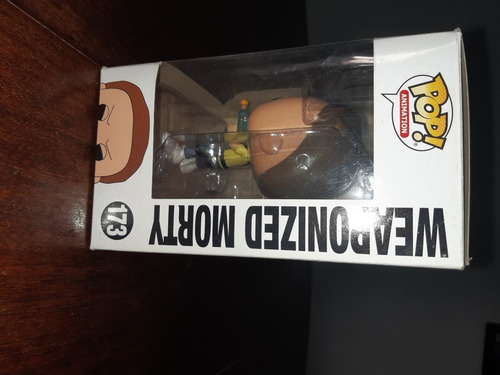 POP!
ANIMATION
WEAPONIZED MORTY
173